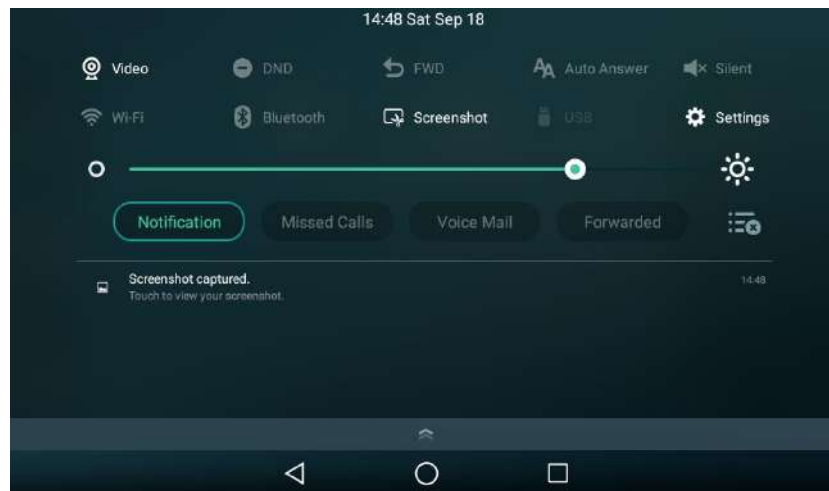 14:48 Sat Sep 18
Video DND FWD Auto Answer Silent
Wi-Fi Bluetooth Screenshot USB Settings
Notification Missed Calls Voice Mail Forwarded
Screenshot captured. 14:48
Touch to view your screenshot.